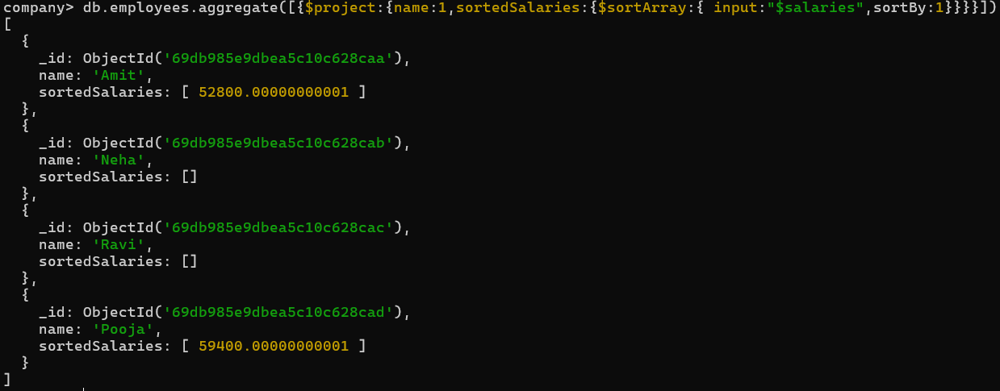 company> db.employees.aggregate([{$project:{name:1,sortedSalaries:{$sortArray:{ input:"$salaries",sortBy:1}}}}])
[
  {
    _id: ObjectId('69db985e9dbea5c10c628caa'),
    name: 'Amit',
    sortedSalaries: [ 52800.00000000001 ]
  },
  {
    _id: ObjectId('69db985e9dbea5c10c628cab'),
    name: 'Neha',
    sortedSalaries: []
  },
  {
    _id: ObjectId('69db985e9dbea5c10c628cac'),
    name: 'Ravi',
    sortedSalaries: []
  },
  {
    _id: ObjectId('69db985e9dbea5c10c628cad'),
    name: 'Pooja',
    sortedSalaries: [ 59400.00000000001 ]
  }
]